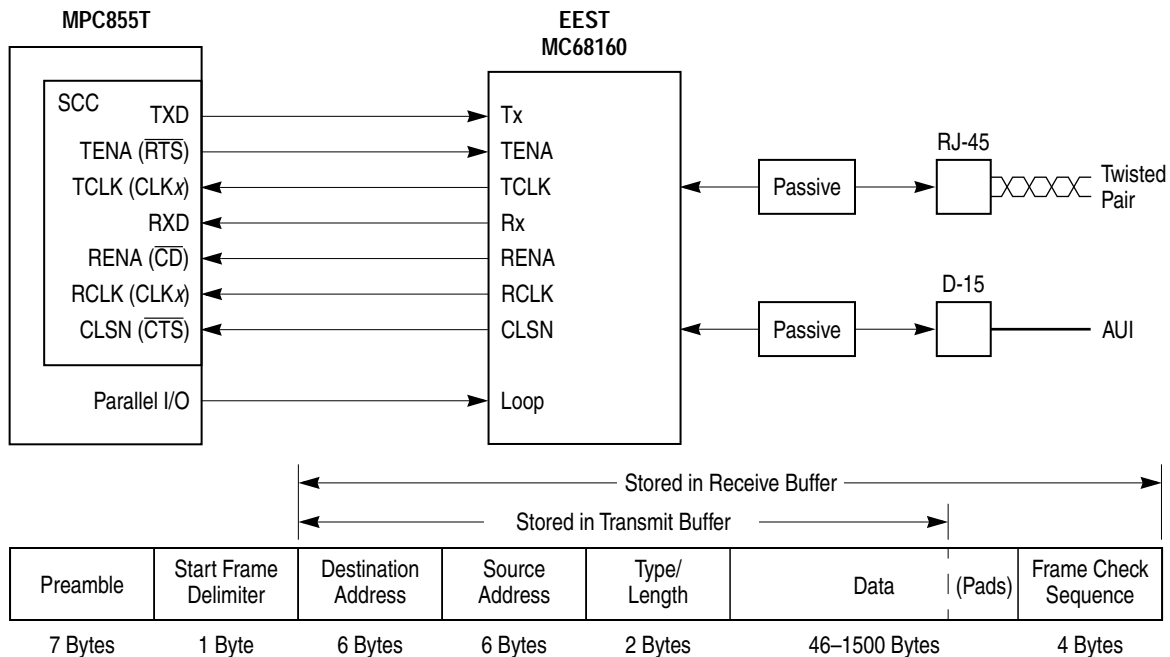 MPC855T
EEST
MC68160
SCC
TXD
TENA (RTS)
TCLK (CLKx)
RXD
RENA (CD)
RCLK (CLKx)
CLSN (CTS)
Parallel I/O
Tx
TENA
TCLK
Rx
RENA
RCLK
CLSN
Loop
Passive
RJ-45
Twisted
Pair
Passive
D-15
AUI
Stored in Receive Buffer
Stored in Transmit Buffer
Preamble
Start Frame
Delimiter
Destination
Address
Source
Address
Type/
Length
Data
(Pads)
Frame Check
Sequence
7 Bytes
1 Byte
6 Bytes
6 Bytes
2 Bytes
46–1500 Bytes
4 Bytes